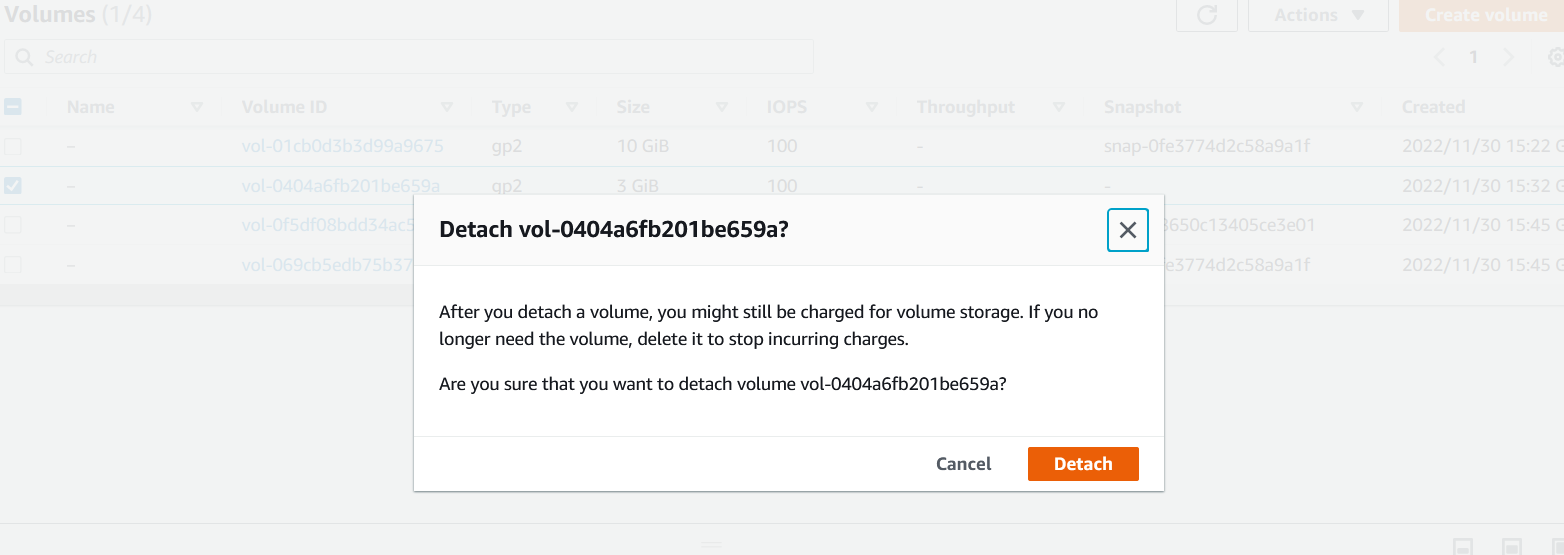 Volumes (1/4)
Actions
Create volume
Search
1
Name Volume ID Type Size IOPS Throughput Snapshot Created
– vol-01cb0d3b3d99a9675 gp2 10 GiB 100 - snap-0fe3774d2c58a9a1f 2022/11/30 15:22 G
– vol-0404a6fb201be659a gp2 3 GiB 100 - - 2022/11/30 15:32 G
– vol-0f5df08bdd34ac5 3650c13405ce3e01 2022/11/30 15:45 G
– vol-069cb5edb75b37 fe3774d2c58a9a1f 2022/11/30 15:45 G
Detach vol-0404a6fb201be659a?
After you detach a volume, you might still be charged for volume storage. If you no
longer need the volume, delete it to stop incurring charges.
Are you sure that you want to detach volume vol-0404a6fb201be659a?
Cancel
Detach